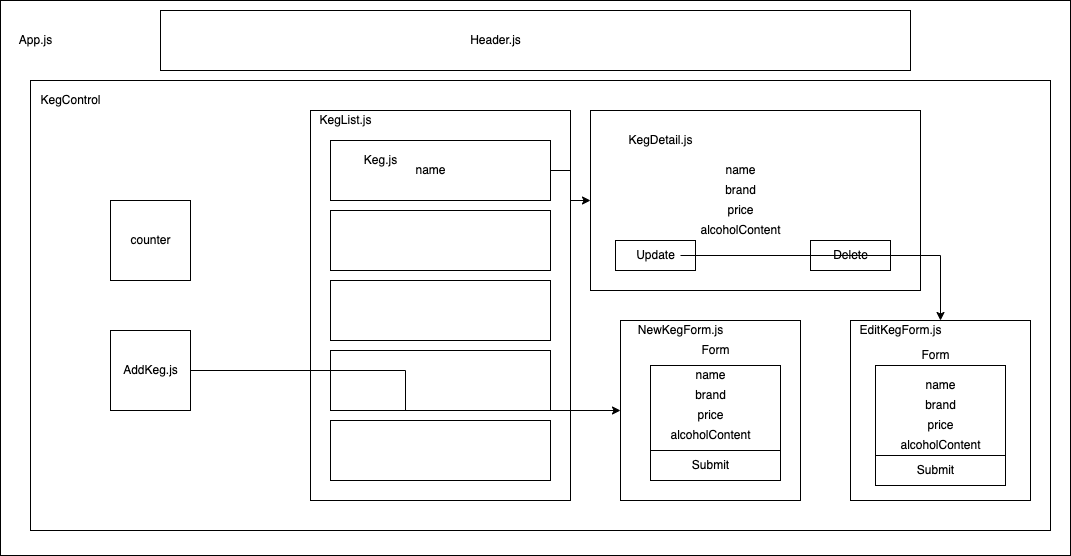 App.js
Header.js
KegControl
KegList.js
Keg.js
name
counter
AddKeg.js
KegDetail.js
name
brand
price
alcoholContent
Update
Delete
NewKegForm.js
Form
name
brand
price
alcoholContent
Submit
EditKegForm.js
Form
name
brand
price
alcoholContent
Submit